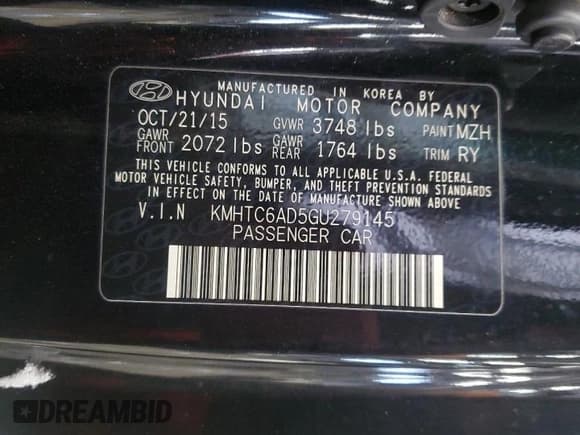 MANUFACTURED IN KOREA BY
HYUNDAI MOTOR COMPANY
OCT/21/15 GVWR 3748 lbs PAINT MZH
GAWR FRONT 2072 lbs GAWR REAR 1764 lbs TRIM RY
THIS VEHICLE CONFORMS TO ALL APPLICABLE U.S.A. FEDERAL
MOTOR VEHICLE SAFETY, BUMPER, AND THEFT PREVENTION STANDARDS
IN EFFECT ON THE DATE OF MANUFACTURE SHOWN ABOVE.
V.I.N KMHTC6AD5GU279145
PASSENGER CAR
DREAMBID